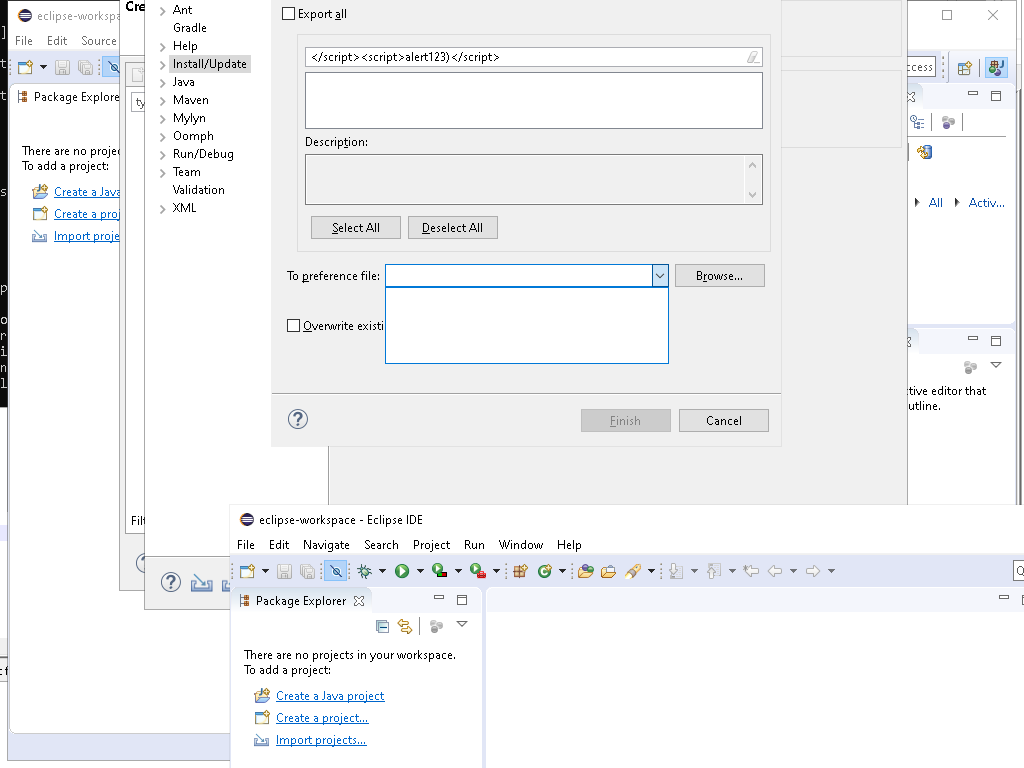 eclipse-workspa
File Edit Source
Package Explore
There are no projec
To add a project:
Create a Java
Create a proj
Import proje
Cre
ty
Filt
Ant
Gradle
Help
Install/Update
Java
Maven
Mylyn
Oomph
Run/Debug
Team
Validation
XML
Export all
</script><script>alert123)</script>
Description:
Select All Deselect All
To preference file: Browse...
Overwrite existi
Finish Cancel
ccess
All Activ...
ctive editor that
utline.
eclipse-workspace - Eclipse IDE
File Edit Navigate Search Project Run Window Help
Package Explorer
There are no projects in your workspace.
To add a project:
Create a Java project
Create a project...
Import projects...